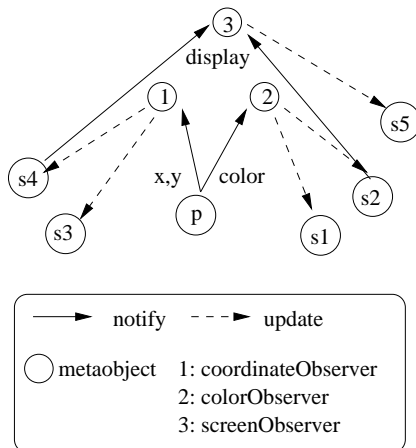 3
display
1
2
s5
s4
x,y
color
s2
p
s3
s1
notify
update
metaobject
1: coordinateObserver
2: colorObserver
3: screenObserver